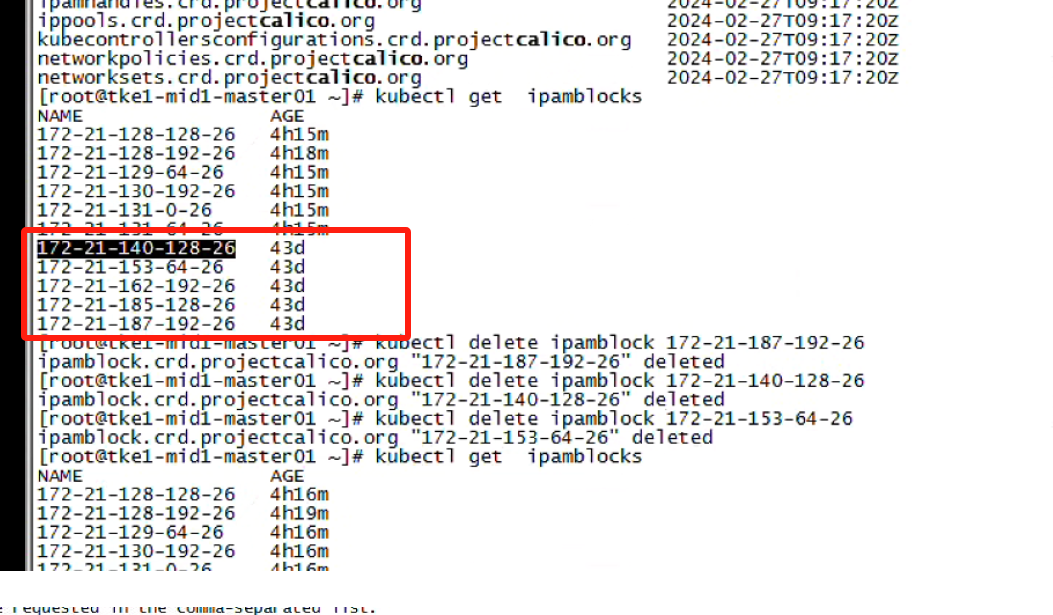 ipamhandles.crd.projectcalico.org 2024-02-27T09:17:20Z
ippools.crd.projectcalico.org 2024-02-27T09:17:20Z
kubecontrollersconfigurations.crd.projectcalico.org 2024-02-27T09:17:20Z
networkpolicies.crd.projectcalico.org 2024-02-27T09:17:20Z
networksets.crd.projectcalico.org 2024-02-27T09:17:20Z
[root@tke1-mid1-master01 ~]# kubectl get  ipamblocks
NAME AGE
172-21-128-128-26 4h15m
172-21-128-192-26 4h18m
172-21-129-64-26 4h15m
172-21-130-192-26 4h15m
172-21-131-0-26 4h15m
172-21-131-64-26 4h15m
172-21-140-128-26 43d
172-21-153-64-26 43d
172-21-162-192-26 43d
172-21-185-128-26 43d
172-21-187-192-26 43d
[root@tke1-mid1-master01 ~]# kubectl delete ipamblock 172-21-187-192-26
ipamblock.crd.projectcalico.org "172-21-187-192-26" deleted
[root@tke1-mid1-master01 ~]# kubectl delete ipamblock 172-21-140-128-26
ipamblock.crd.projectcalico.org "172-21-140-128-26" deleted
[root@tke1-mid1-master01 ~]# kubectl delete ipamblock 172-21-153-64-26
ipamblock.crd.projectcalico.org "172-21-153-64-26" deleted
[root@tke1-mid1-master01 ~]# kubectl get  ipamblocks
NAME AGE
172-21-128-128-26 4h16m
172-21-128-192-26 4h19m
172-21-129-64-26 4h16m
172-21-130-192-26 4h16m
172-21-131-0-26 4h16m
requested in the comma-separated list.